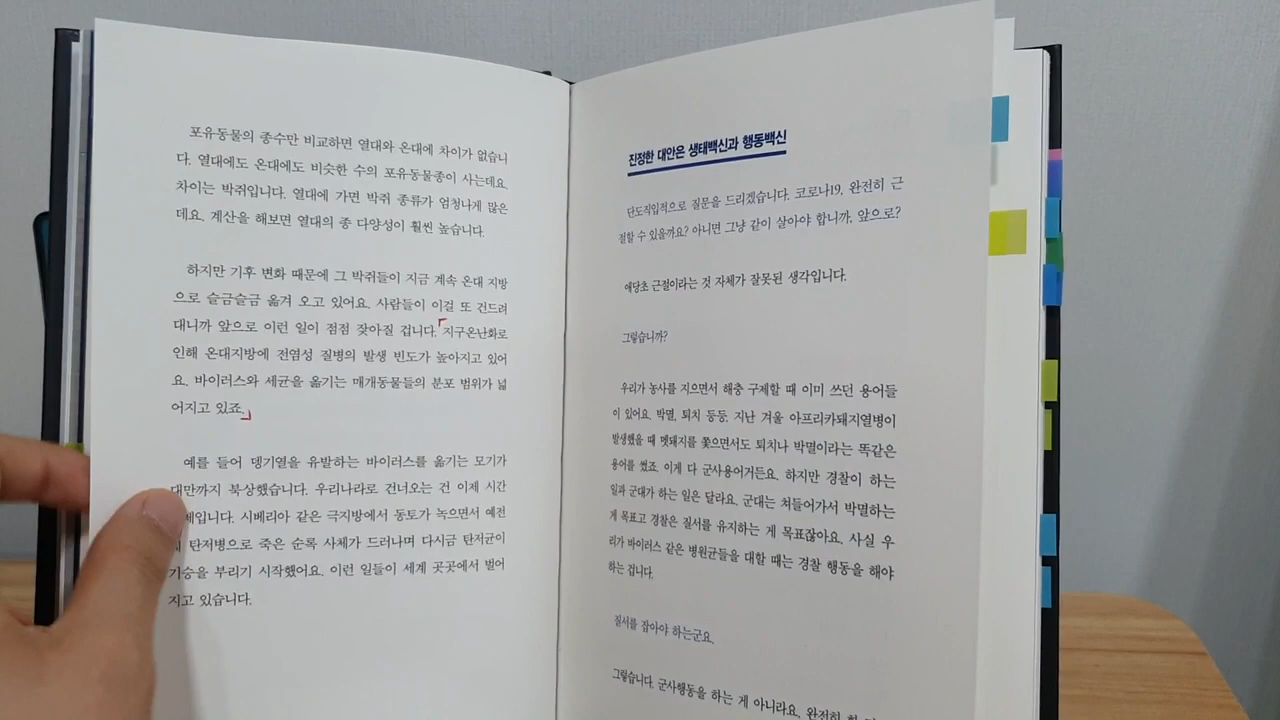 포유동물의 종수만 비교하면 열대와 온대에 차이가 없습니
다. 열대에도 온대에도 비슷한 수의 포유동물종이 사는데요.
차이는 박쥐입니다. 열대에 가면 박쥐 종류가 엄청나게 많은
데요. 계산을 해보면 열대의 종 다양성이 훨씬 높습니다.
하지만 기후 변화 때문에 그 박쥐들이 지금 계속 온대 지방
으로 슬금슬금 옮겨 오고 있어요. 사람들이 이걸 또 건드려
대니까 앞으로 이런 일이 점점 잦아질 겁니다. 지구온난화로
인해 온대지방에 전염성 질병의 발생 빈도가 높아지고 있어
요. 바이러스와 세균을 옮기는 매개동물들의 분포 범위가 넓
어지고 있죠.
예를 들어 뎅기열을 유발하는 바이러스를 옮기는 모기가
대만까지 북상했습니다. 우리나라로 건너오는 건 이제 시간
제입니다. 시베리아 같은 극지방에서 동토가 녹으면서 예전
탄저병으로 죽은 순록 사체가 드러나며 다시금 탄저균이
기승을 부리기 시작했어요. 이런 일들이 세계 곳곳에서 벌어
지고 있습니다.
진정한 대안은 생태백신과 행동백신
단도직입적으로 질문을 드리겠습니다. 코로나19, 완전히 근
절할 수 있을까요? 아니면 그냥 같이 살아야 합니까, 앞으로?
애당초 근절이라는 것 자체가 잘못된 생각입니다.
그렇습니까?
우리가 농사를 지으면서 해충 구제할 때 이미 쓰던 용어들
이 있어요. 박멸, 퇴치 등등. 지난 겨울 아프리카돼지열병이
발생했을 때 멧돼지를 쫓으면서도 퇴치나 박멸이라는 똑같은
용어를 썼죠. 이게 다 군사용어거든요. 하지만 경찰이 하는
일과 군대가 하는 일은 달라요. 군대는 쳐들어가서 박멸하는
게 목표고 경찰은 질서를 유지하는 게 목표잖아요. 사실 우
리가 바이러스 같은 병원균들을 대할 때는 경찰 행동을 해야
하는 겁니다.
질서를 잡아야 하는군요.
그렇습니다. 군사행동을 하는 게 아니라요. 완전히